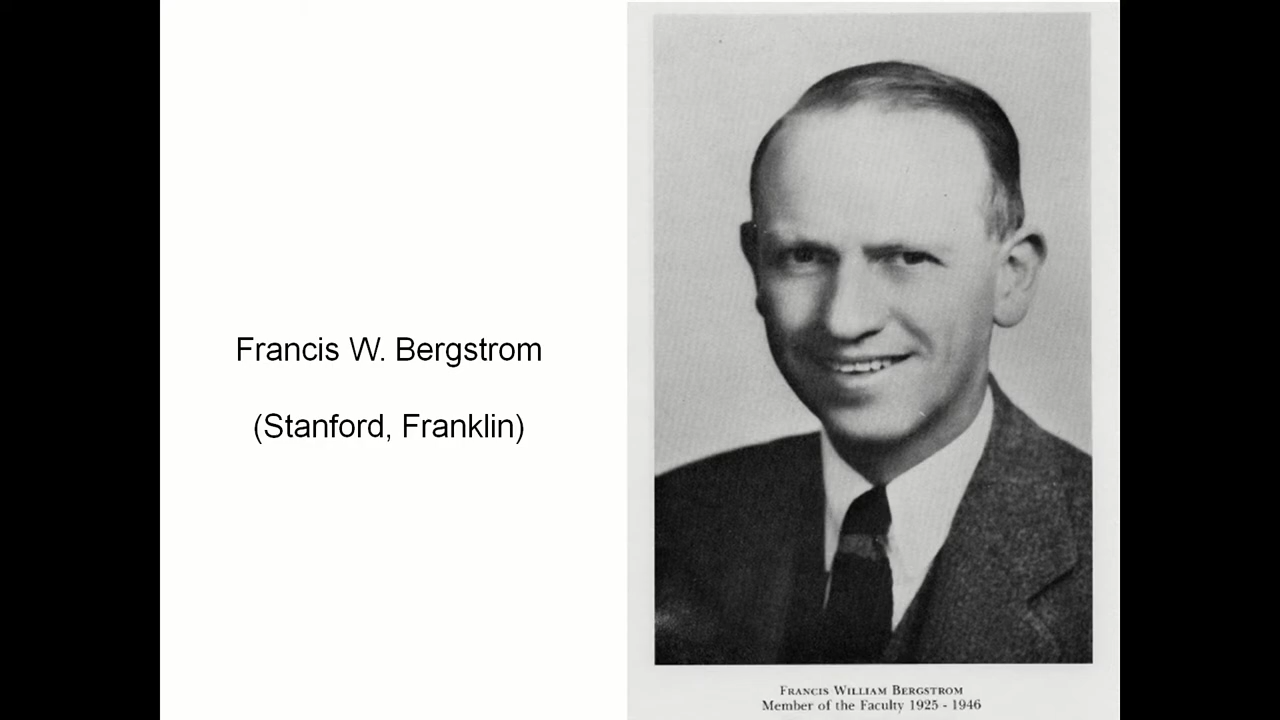 Francis W. Bergstrom
(Stanford, Franklin)
FRANCIS WILLIAM BERGSTROM
Member of the Faculty 1925 - 1946